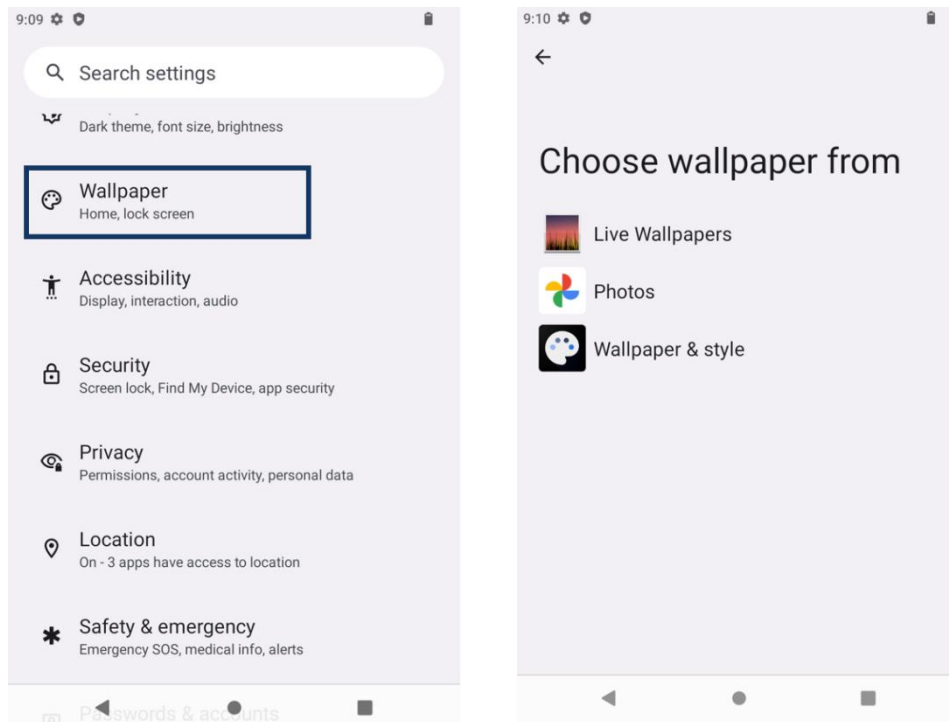 9:09
Search settings
Dark theme, font size, brightness
Wallpaper
Home, lock screen
Accessibility
Display, interaction, audio
Security
Screen lock, Find My Device, app security
Privacy
Permissions, account activity, personal data
Location
On - 3 apps have access to location
Safety & emergency
Emergency SOS, medical info, alerts
Passwords & accounts
9:10
Choose wallpaper from
Live Wallpapers
Photos
Wallpaper & style